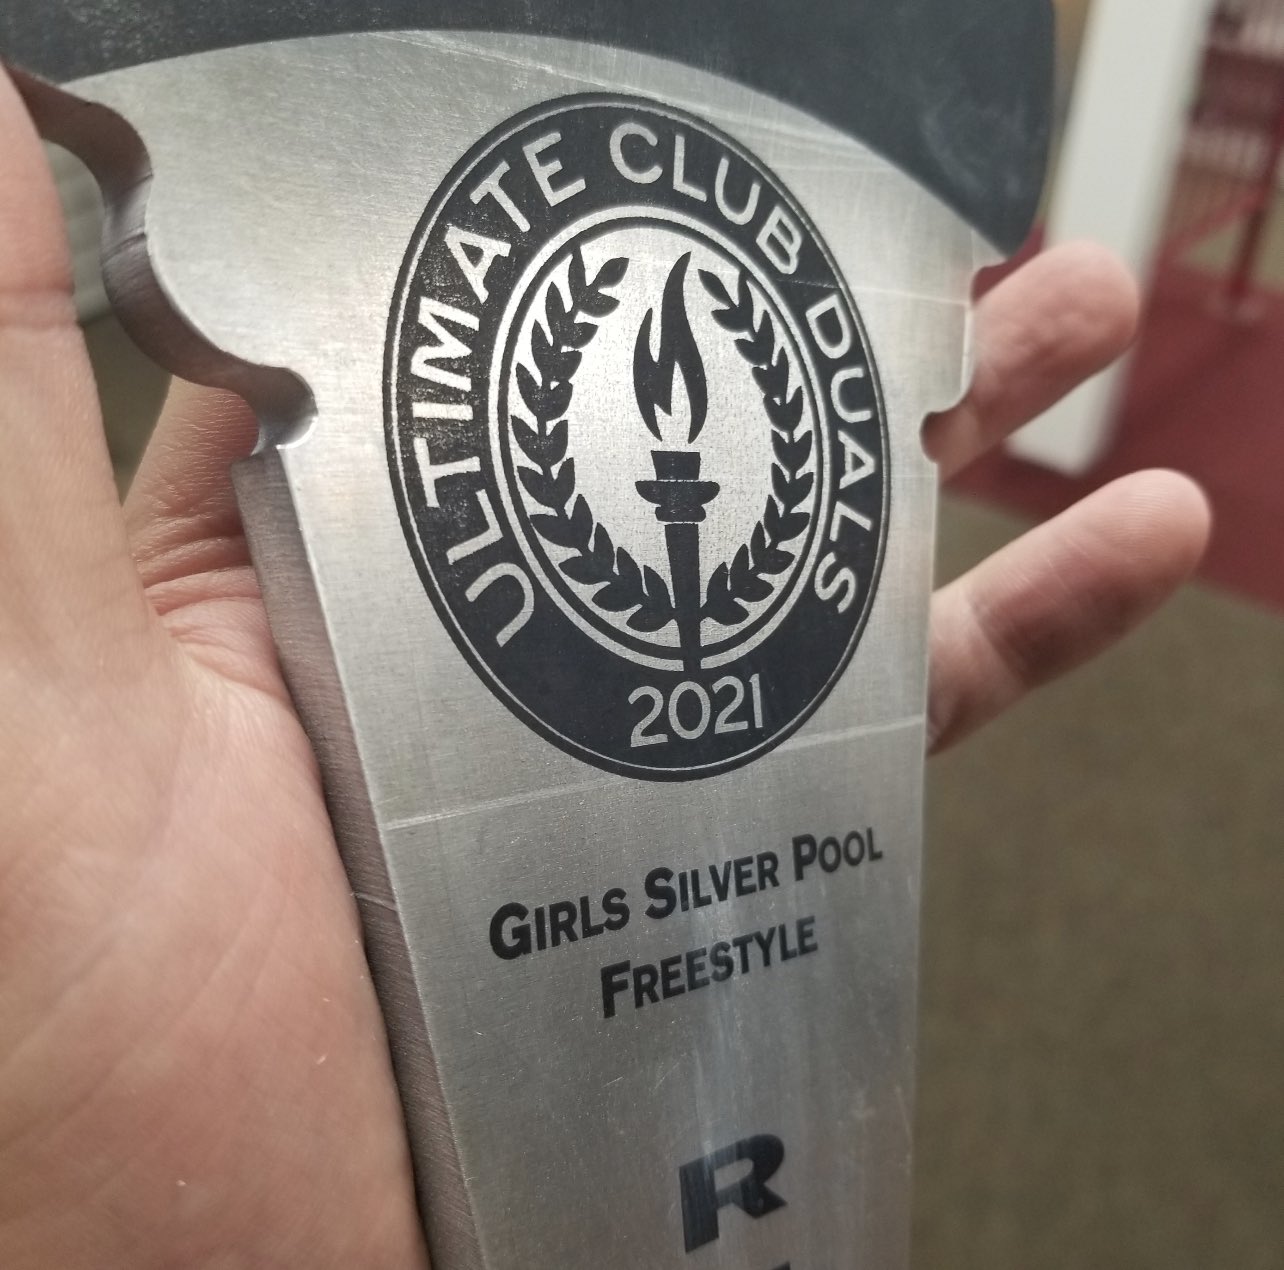 ULTIMATE CLUB DUALS
2021
GIRLS SILVER POOL
FREESTYLE
R